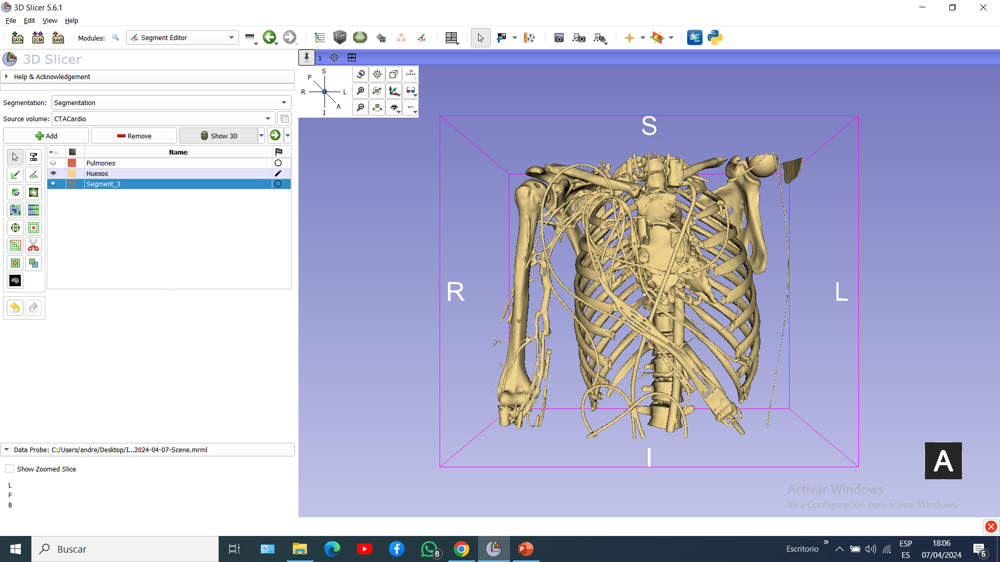 3D Slicer 5.6.1
File Edit View Help
DATA DCM SAVE Modules: Segment Editor
3D Slicer
1
Help & Acknowledgement
S
P
R L
A
I
Segmentation: Segmentation
Source volume: CTACardio
Add Remove Show 3D
Name
Pulmones
Huesos
Segment_3
S
R
L
I
A
Data Probe: C:/Users/andre/Desktop/I...2024-04-07-Scene.mrml
Show Zoomed Slice
L
F
B
Activar Windows
Ve a Configuración para activar Windows.
Buscar
8
P
Escritorio
ESP
ES
18:06
07/04/2024
6